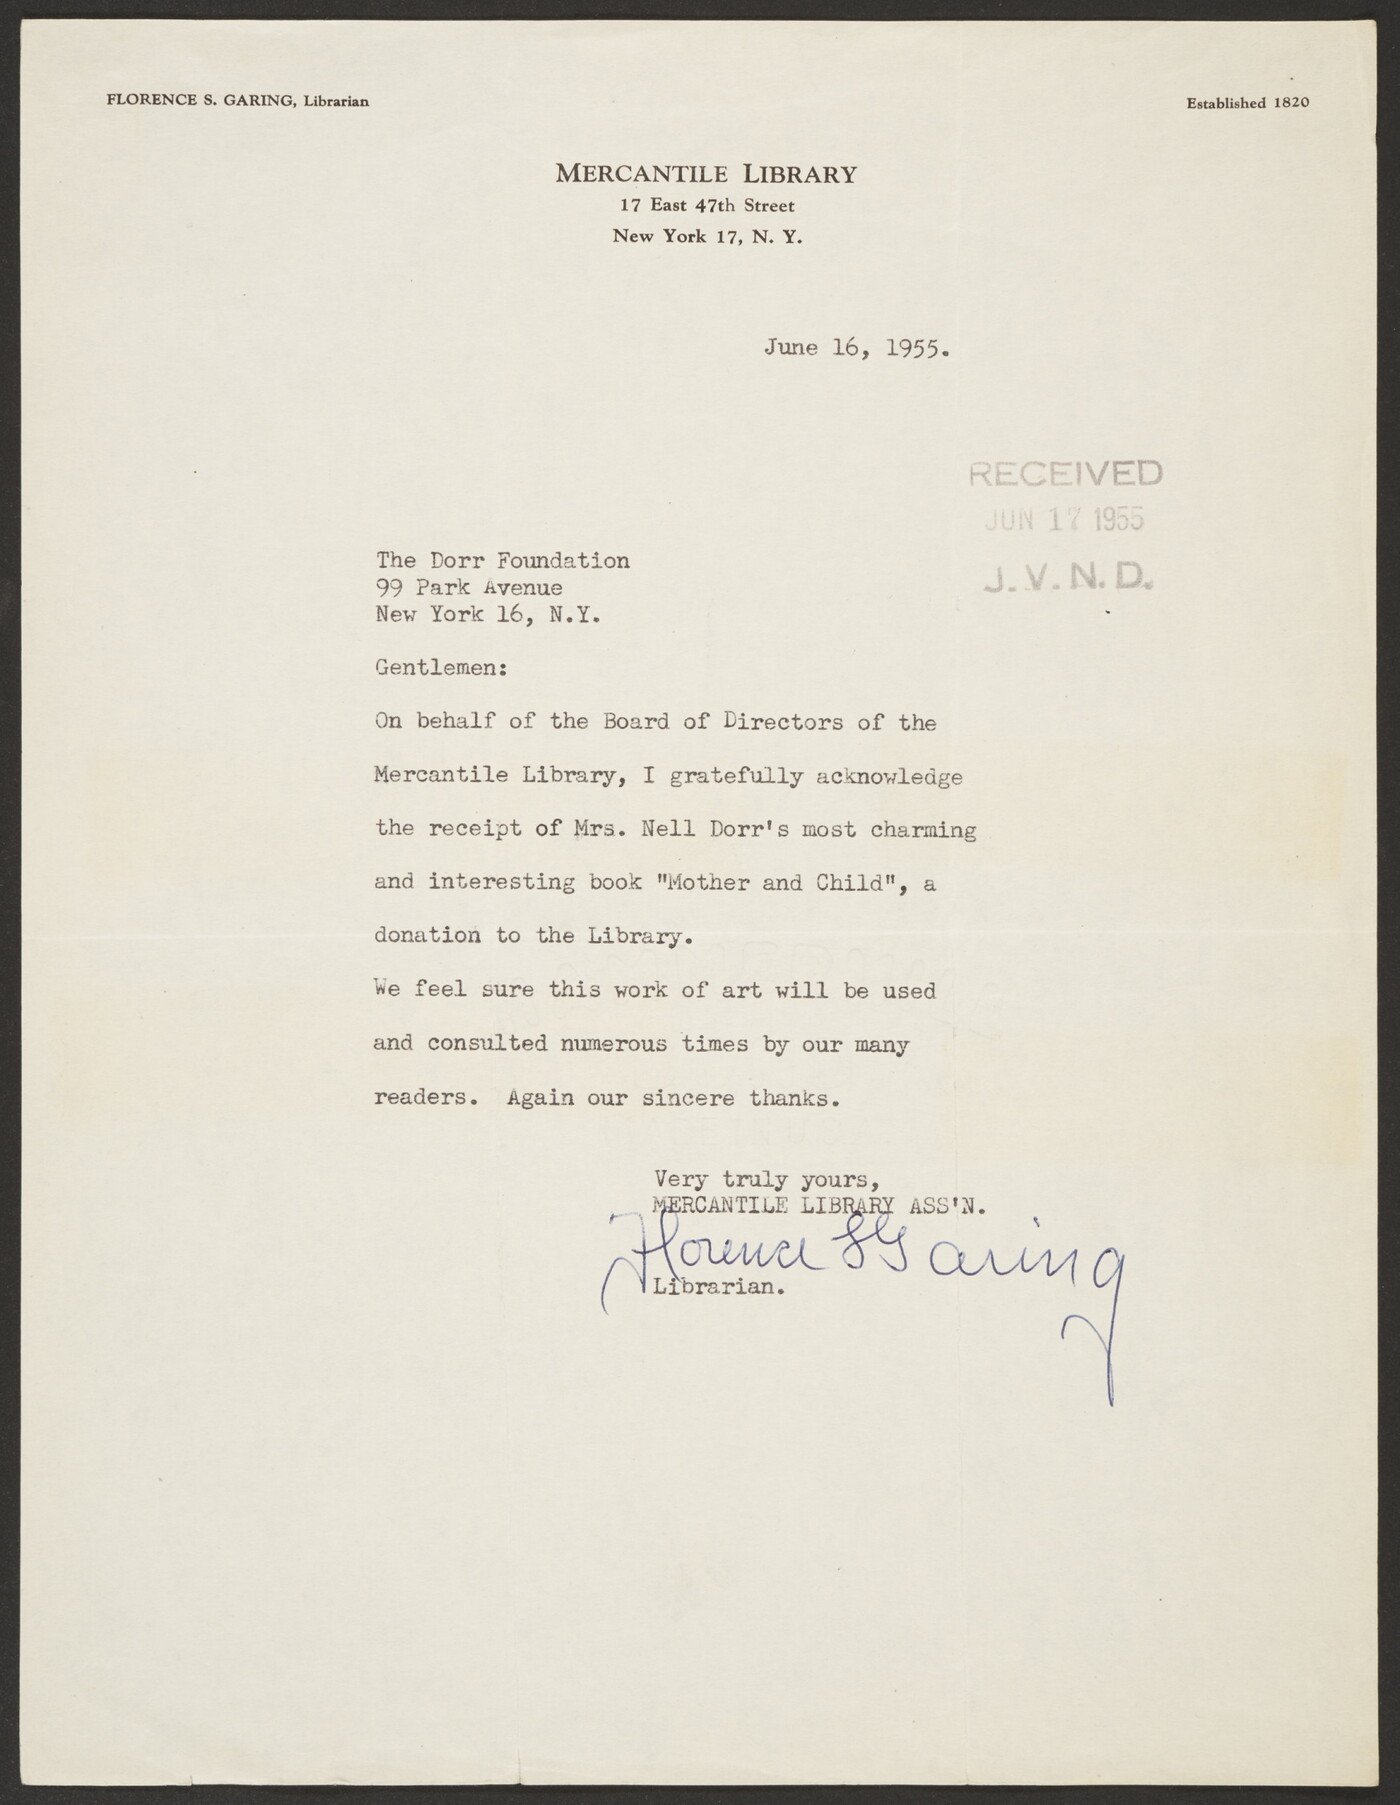 FLORENCE S. GARING, Librarian
Established 1820
MERCANTILE LIBRARY
17 East 47th Street
New York 17, N. Y.
June 16, 1955.
RECEIVED
JUN 17 1955
J. V. N. D.
The Dorr Foundation
99 Park Avenue
New York 16, N.Y.
Gentlemen:
On behalf of the Board of Directors of the
Mercantile Library, I gratefully acknowledge
the receipt of Mrs. Nell Dorr's most charming
and interesting book "Mother and Child", a
donation to the Library.
We feel sure this work of art will be used
and consulted numerous times by our many
readers. Again our sincere thanks.
Very truly yours,
MERCANTILE LIBRARY ASS'N.
Florence S Garing
Librarian.